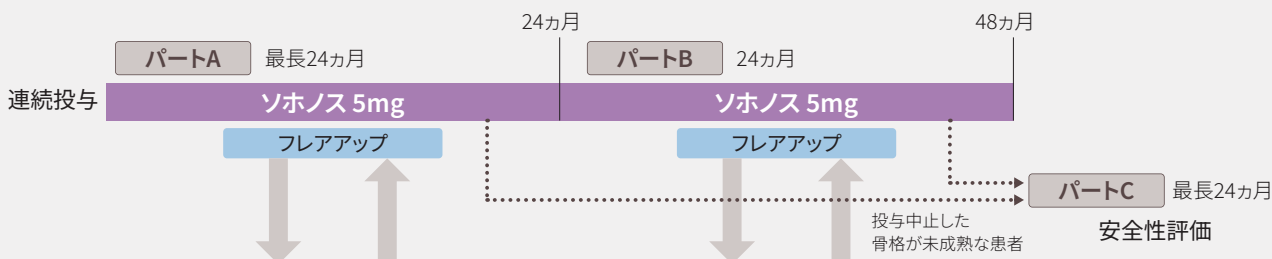 24ヵ月
48ヵ月
パートA 最長24ヵ月
パートB 24ヵ月
連続投与
ソホノス 5mg
ソホノス 5mg
フレアアップ
フレアアップ
パートC 最長24ヵ月
投与中止した
骨格が未成熟な患者
安全性評価